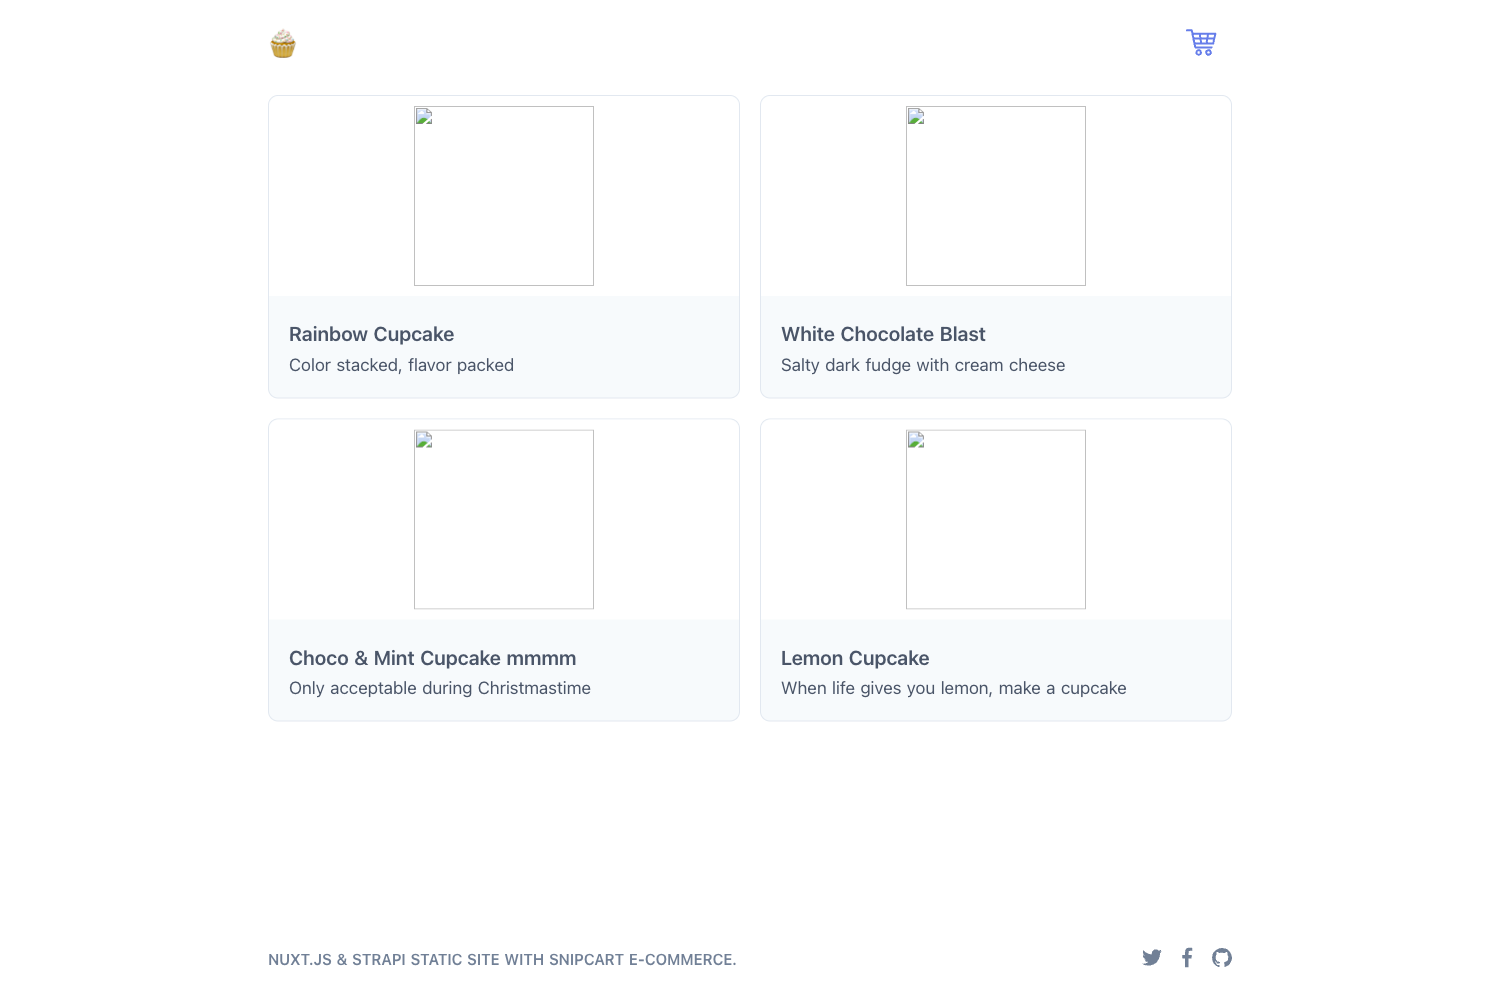 Rainbow Cupcake
Color stacked, flavor packed
White Chocolate Blast
Salty dark fudge with cream cheese
Choco & Mint Cupcake mmmm
Only acceptable during Christmastime
Lemon Cupcake
When life gives you lemon, make a cupcake
NUXT.JS & STRAPI STATIC SITE WITH SNIPCART E-COMMERCE.